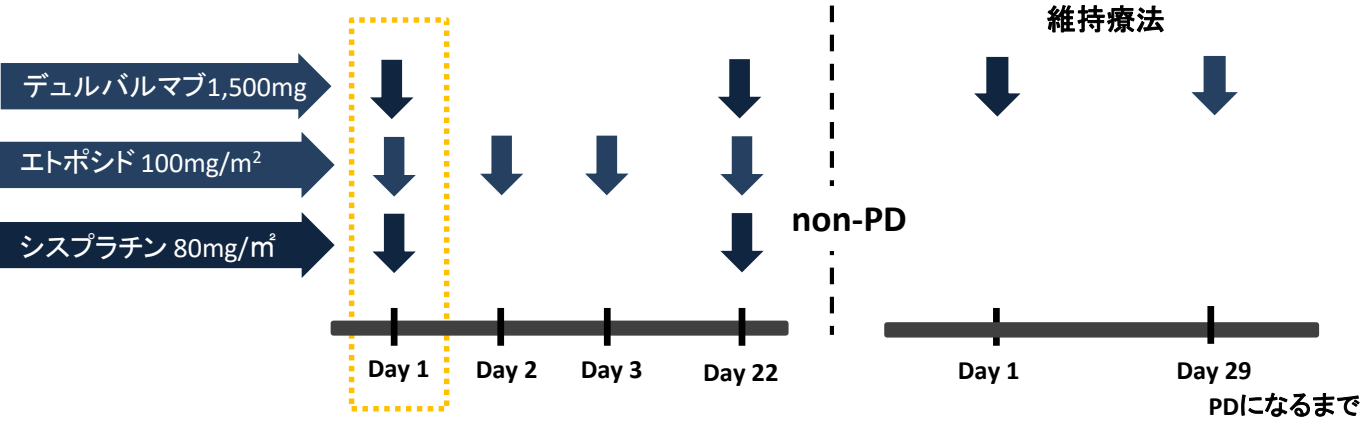 維持療法
デュルバルマブ1,500mg
エトポシド 100mg/m²
シスプラチン 80mg/㎡
non-PD
Day 1 Day 2 Day 3 Day 22 Day 1 Day 29
PDになるまで